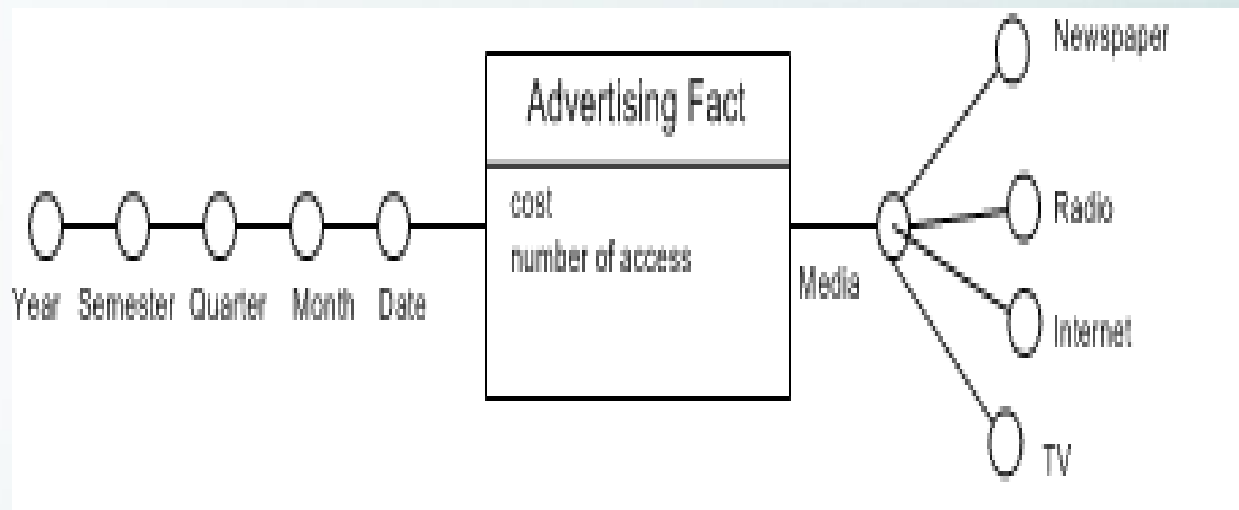 Advertising Fact
cost
number of access
Year
Semester
Quarter
Month
Date
Media
Newspaper
Radio
Internet
TV